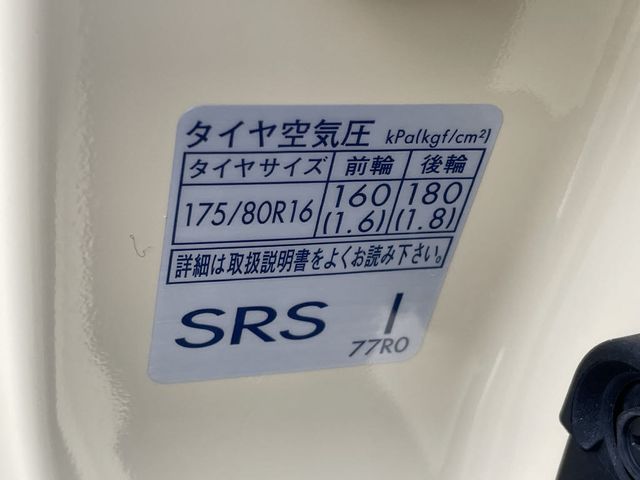 タイヤ空気圧 kPa(kgf/cm²)
タイヤサイズ 前輪 後輪
175/80R16 160 180
(1.6) (1.8)
詳細は取扱説明書をよくお読み下さい。
SRS I
77R0